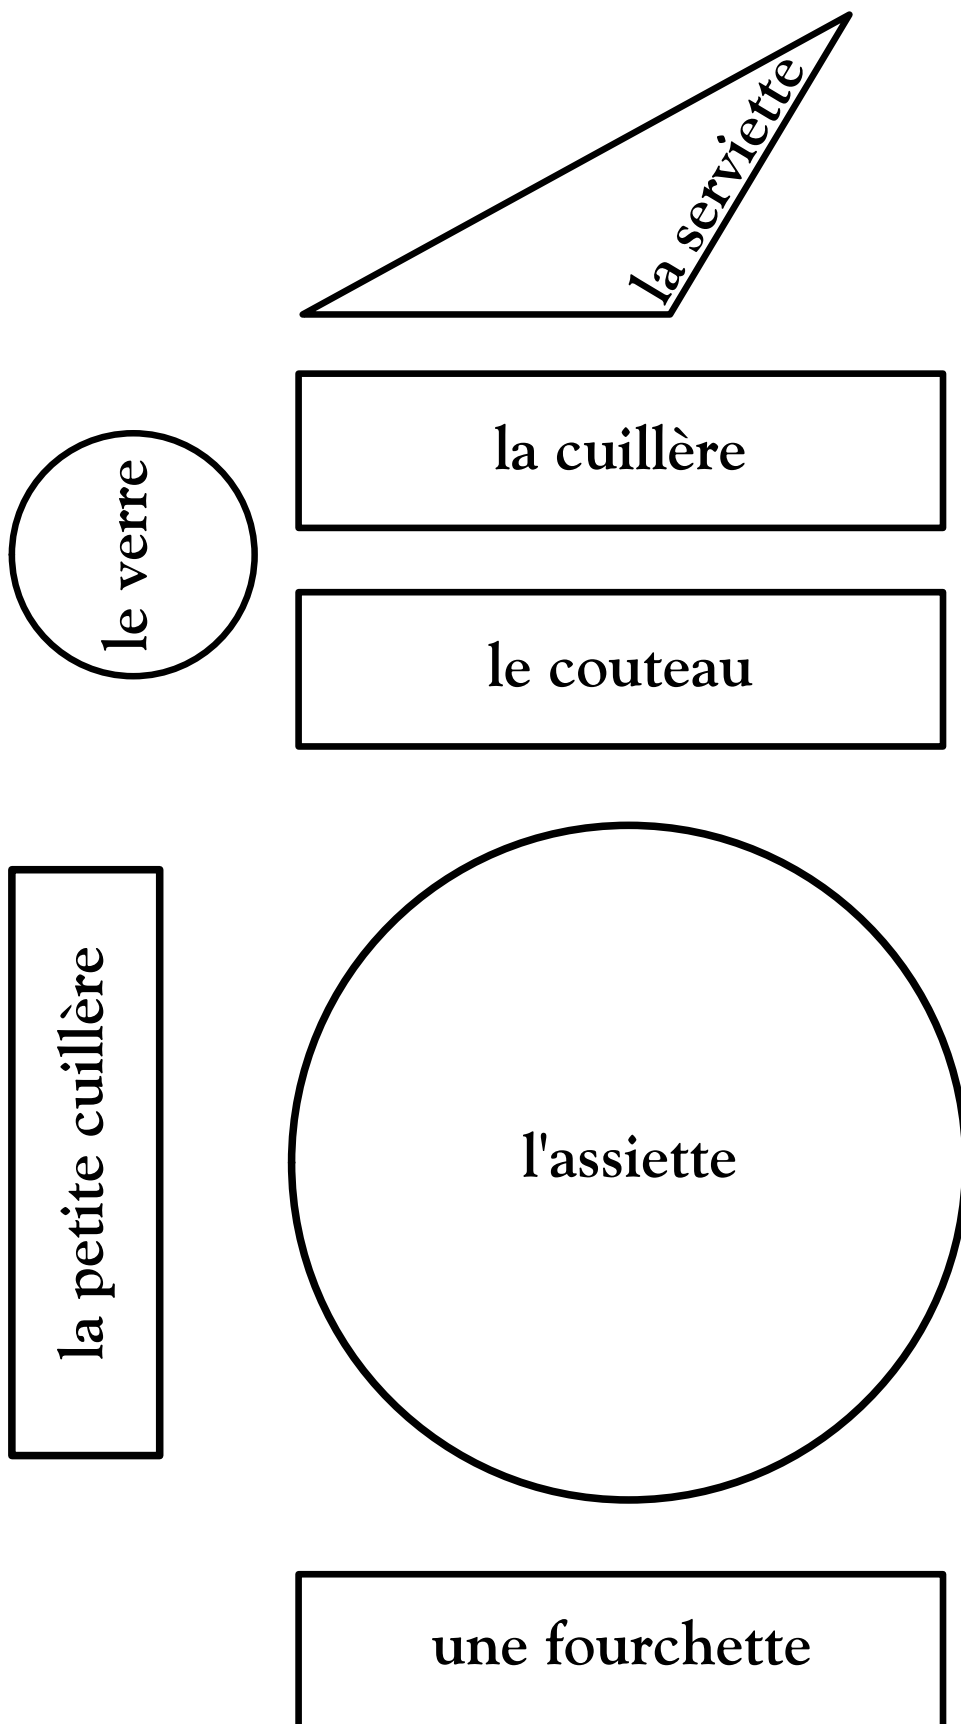 la serviette
la cuillère
le verre
le couteau
la petite cuillère
l'assiette
une fourchette